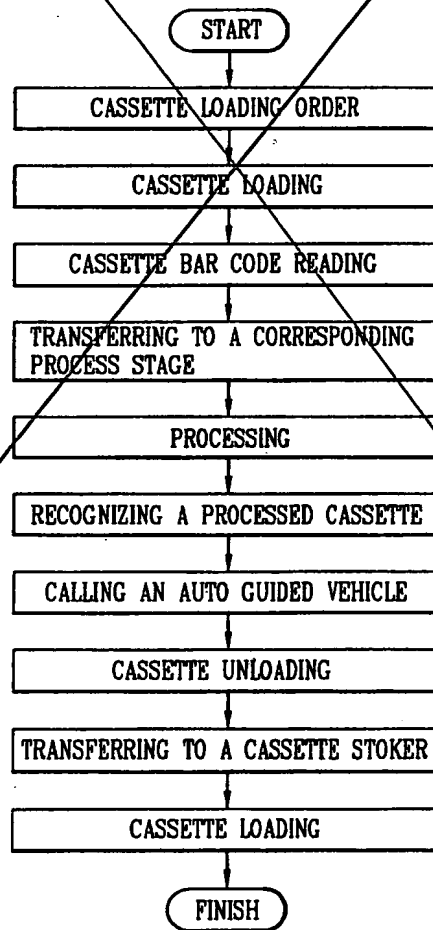 START
CASSETTE LOADING ORDER
CASSETTE LOADING
CASSETTE BAR CODE READING
TRANSFERRING TO A CORRESPONDING
PROCESS STAGE
PROCESSING
RECOGNIZING A PROCESSED CASSETTE
CALLING AN AUTO GUIDED VEHICLE
CASSETTE UNLOADING
TRANSFERRING TO A CASSETTE STOKER
CASSETTE LOADING
FINISH